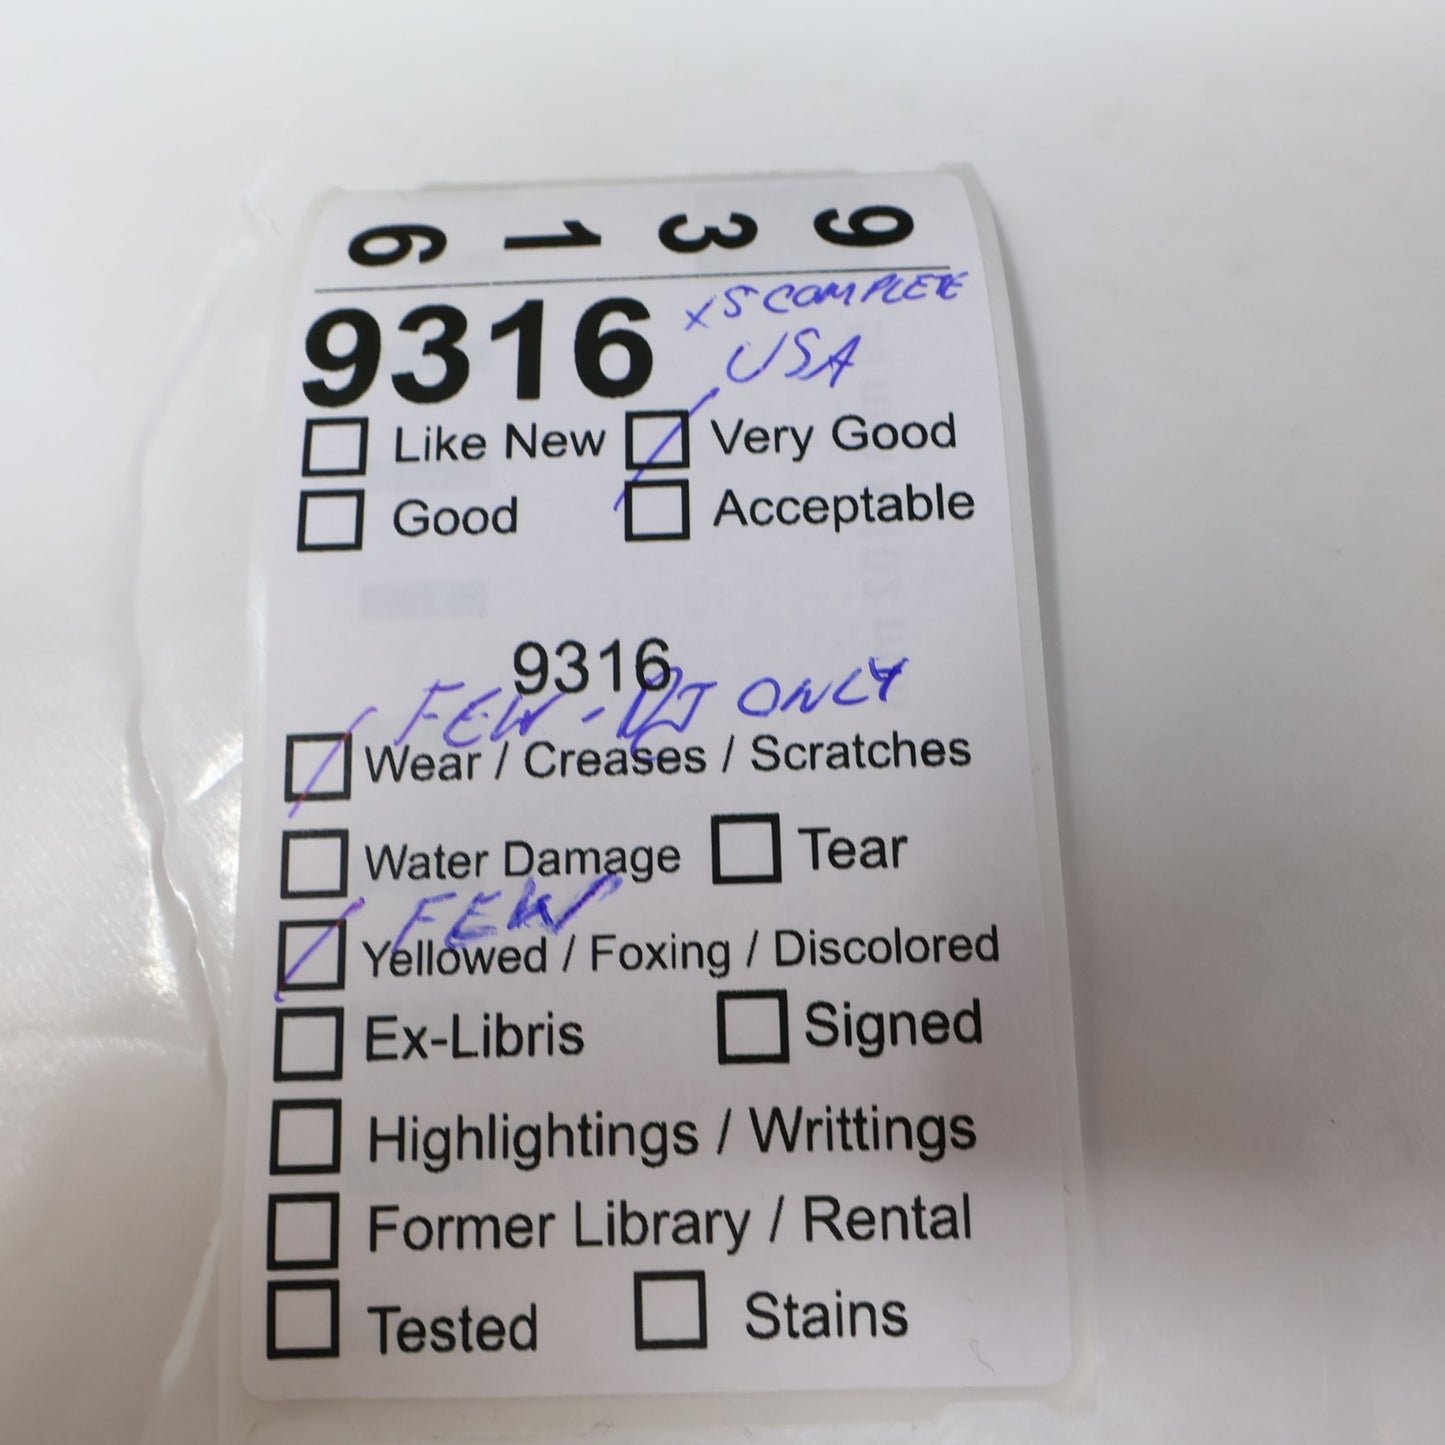 9 3 1 6
9316 x5 COMPLETE
USA
Like New Very Good
Good Acceptable
9316
FEW - DJ ONLY
Wear / Creases / Scratches
Water Damage Tear
FEW
Yellowed / Foxing / Discolored
Ex-Libris Signed
Highlightings / Writtings
Former Library / Rental
Tested Stains